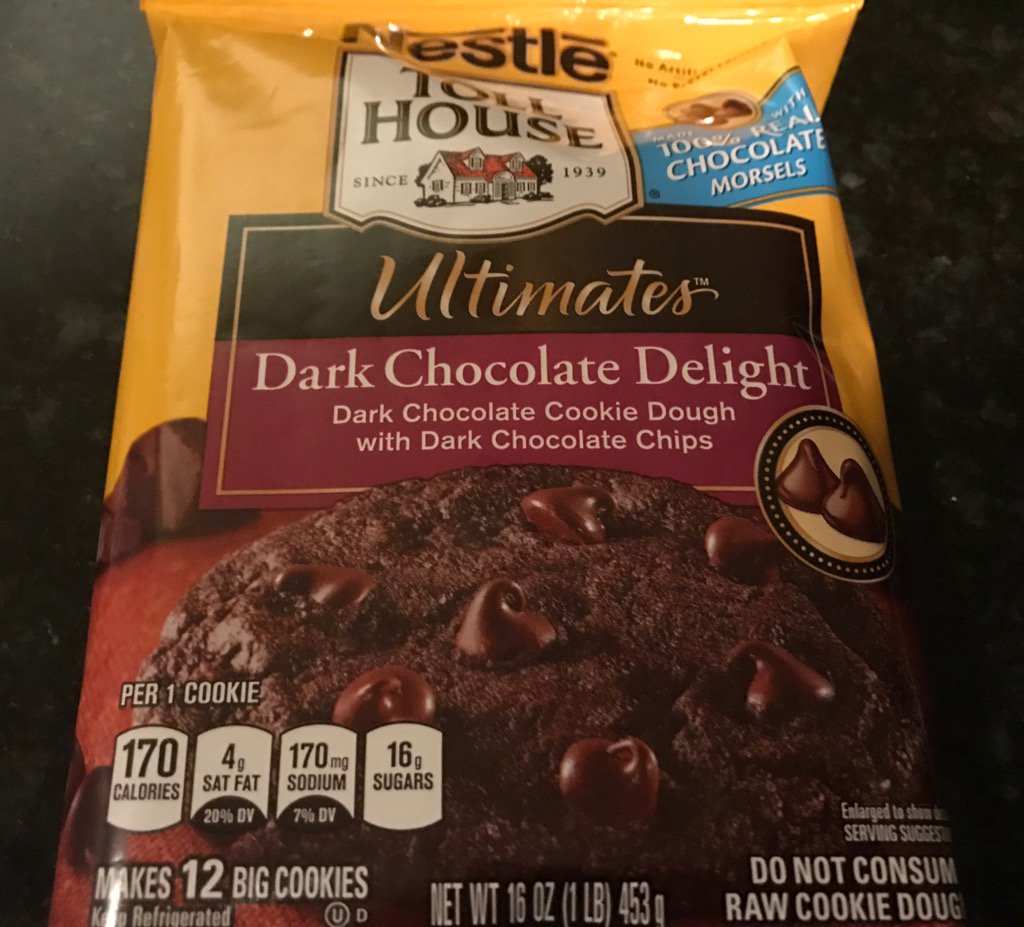 Nestlé
TOLL
HOUSE
SINCE 1939
®
MADE WITH
100% REAL
CHOCOLATE
MORSELS
Ultimates™
Dark Chocolate Delight
Dark Chocolate Cookie Dough
with Dark Chocolate Chips
PER 1 COOKIE
170
CALORIES
4g
SAT FAT
20% DV
170mg
SODIUM
7% DV
16g
SUGARS
Enlarged to show
SERVING
MAKES 12 BIG COOKIES
Keep Refrigerated
U D
NET WT 16 OZ (1 LB) 453g
DO NOT CONSUM
RAW COOKIE DOUG